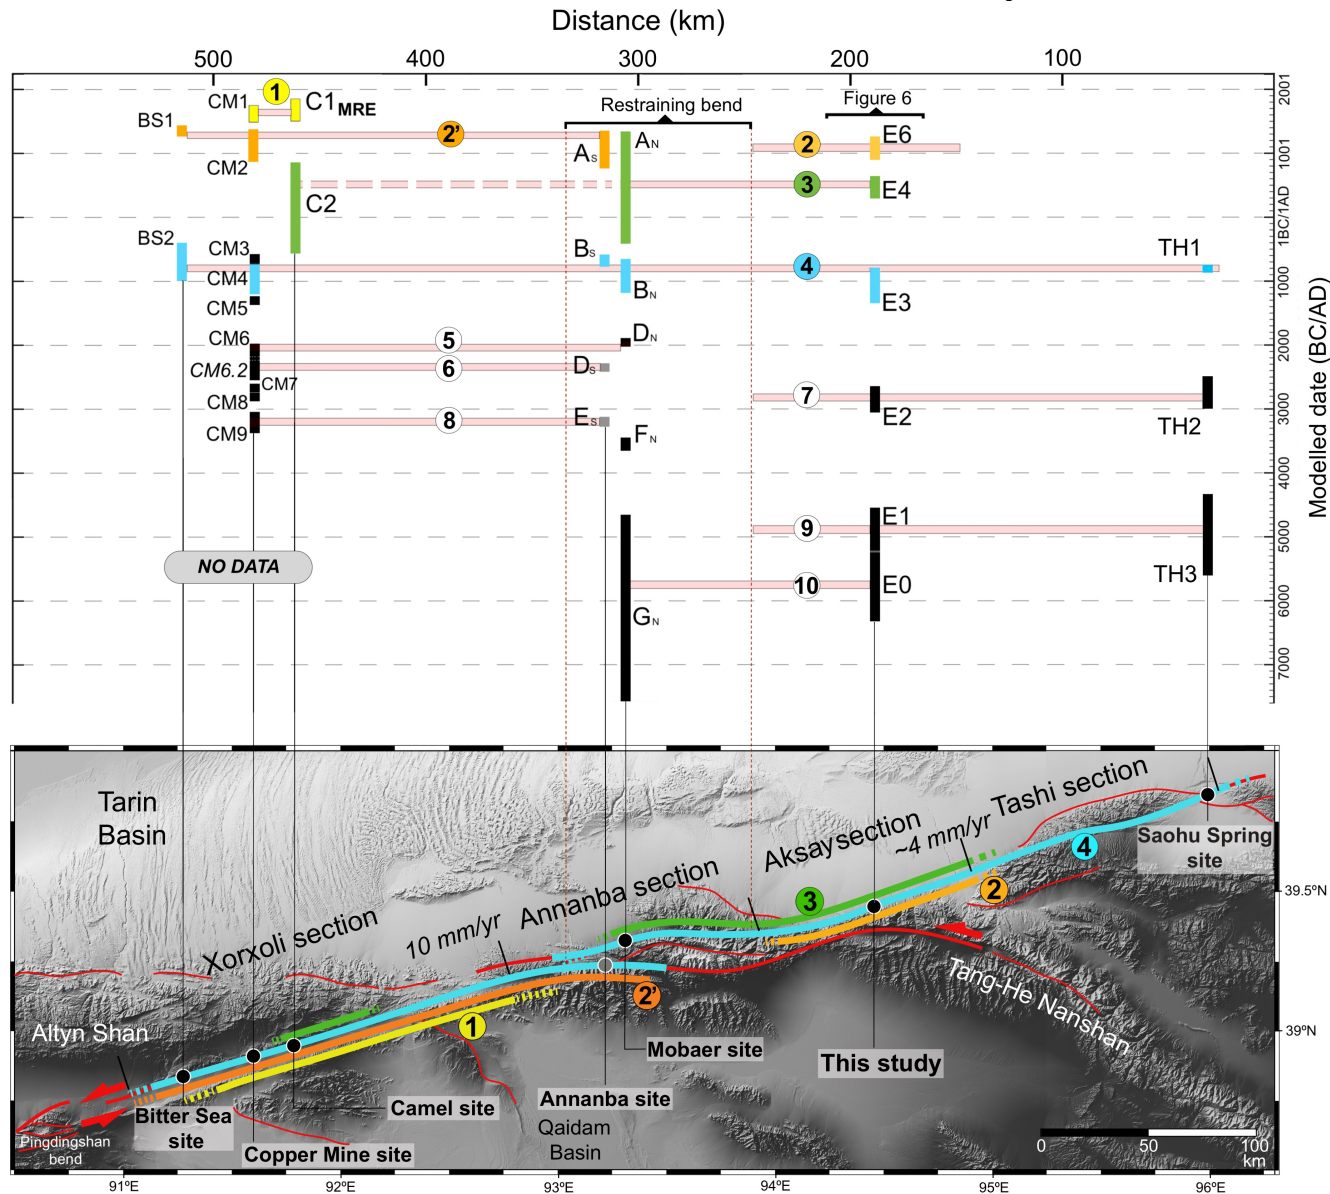 Distance (km)
500
400
300
200
100
2001
1001
1BC/1AD
1000
2000
3000
4000
5000
6000
7000
Modelled date (BC/AD)
1
CM1
C1MRE
Restraining bend
Figure 6
BS1
2'
CM2
AS
AN
2
E6
C2
3
E4
BS2
CM3
CM4
CM5
BS
BN
4
E3
TH1
CM6
5
DN
CM6.2
6
DS
CM7
CM8
7
E2
TH2
CM9
8
ES
FN
9
E1
TH3
10
E0
GN
NO DATA
Tarin
Basin
Xorxoli section
10 mm/yr
Annanba section
Aksay section
~4 mm/yr
Tashi section
Saohu Spring
site
4
3
2
2'
1
Altyn Shan
Tang-He Nanshan
Mobaer site
This study
Annanba site
Camel site
Bitter Sea
site
Copper Mine site
Qaidam
Basin
Pingdingshan
bend
0
50
100
km
39.5°N
39°N
91°E
92°E
93°E
94°E
95°E
96°E